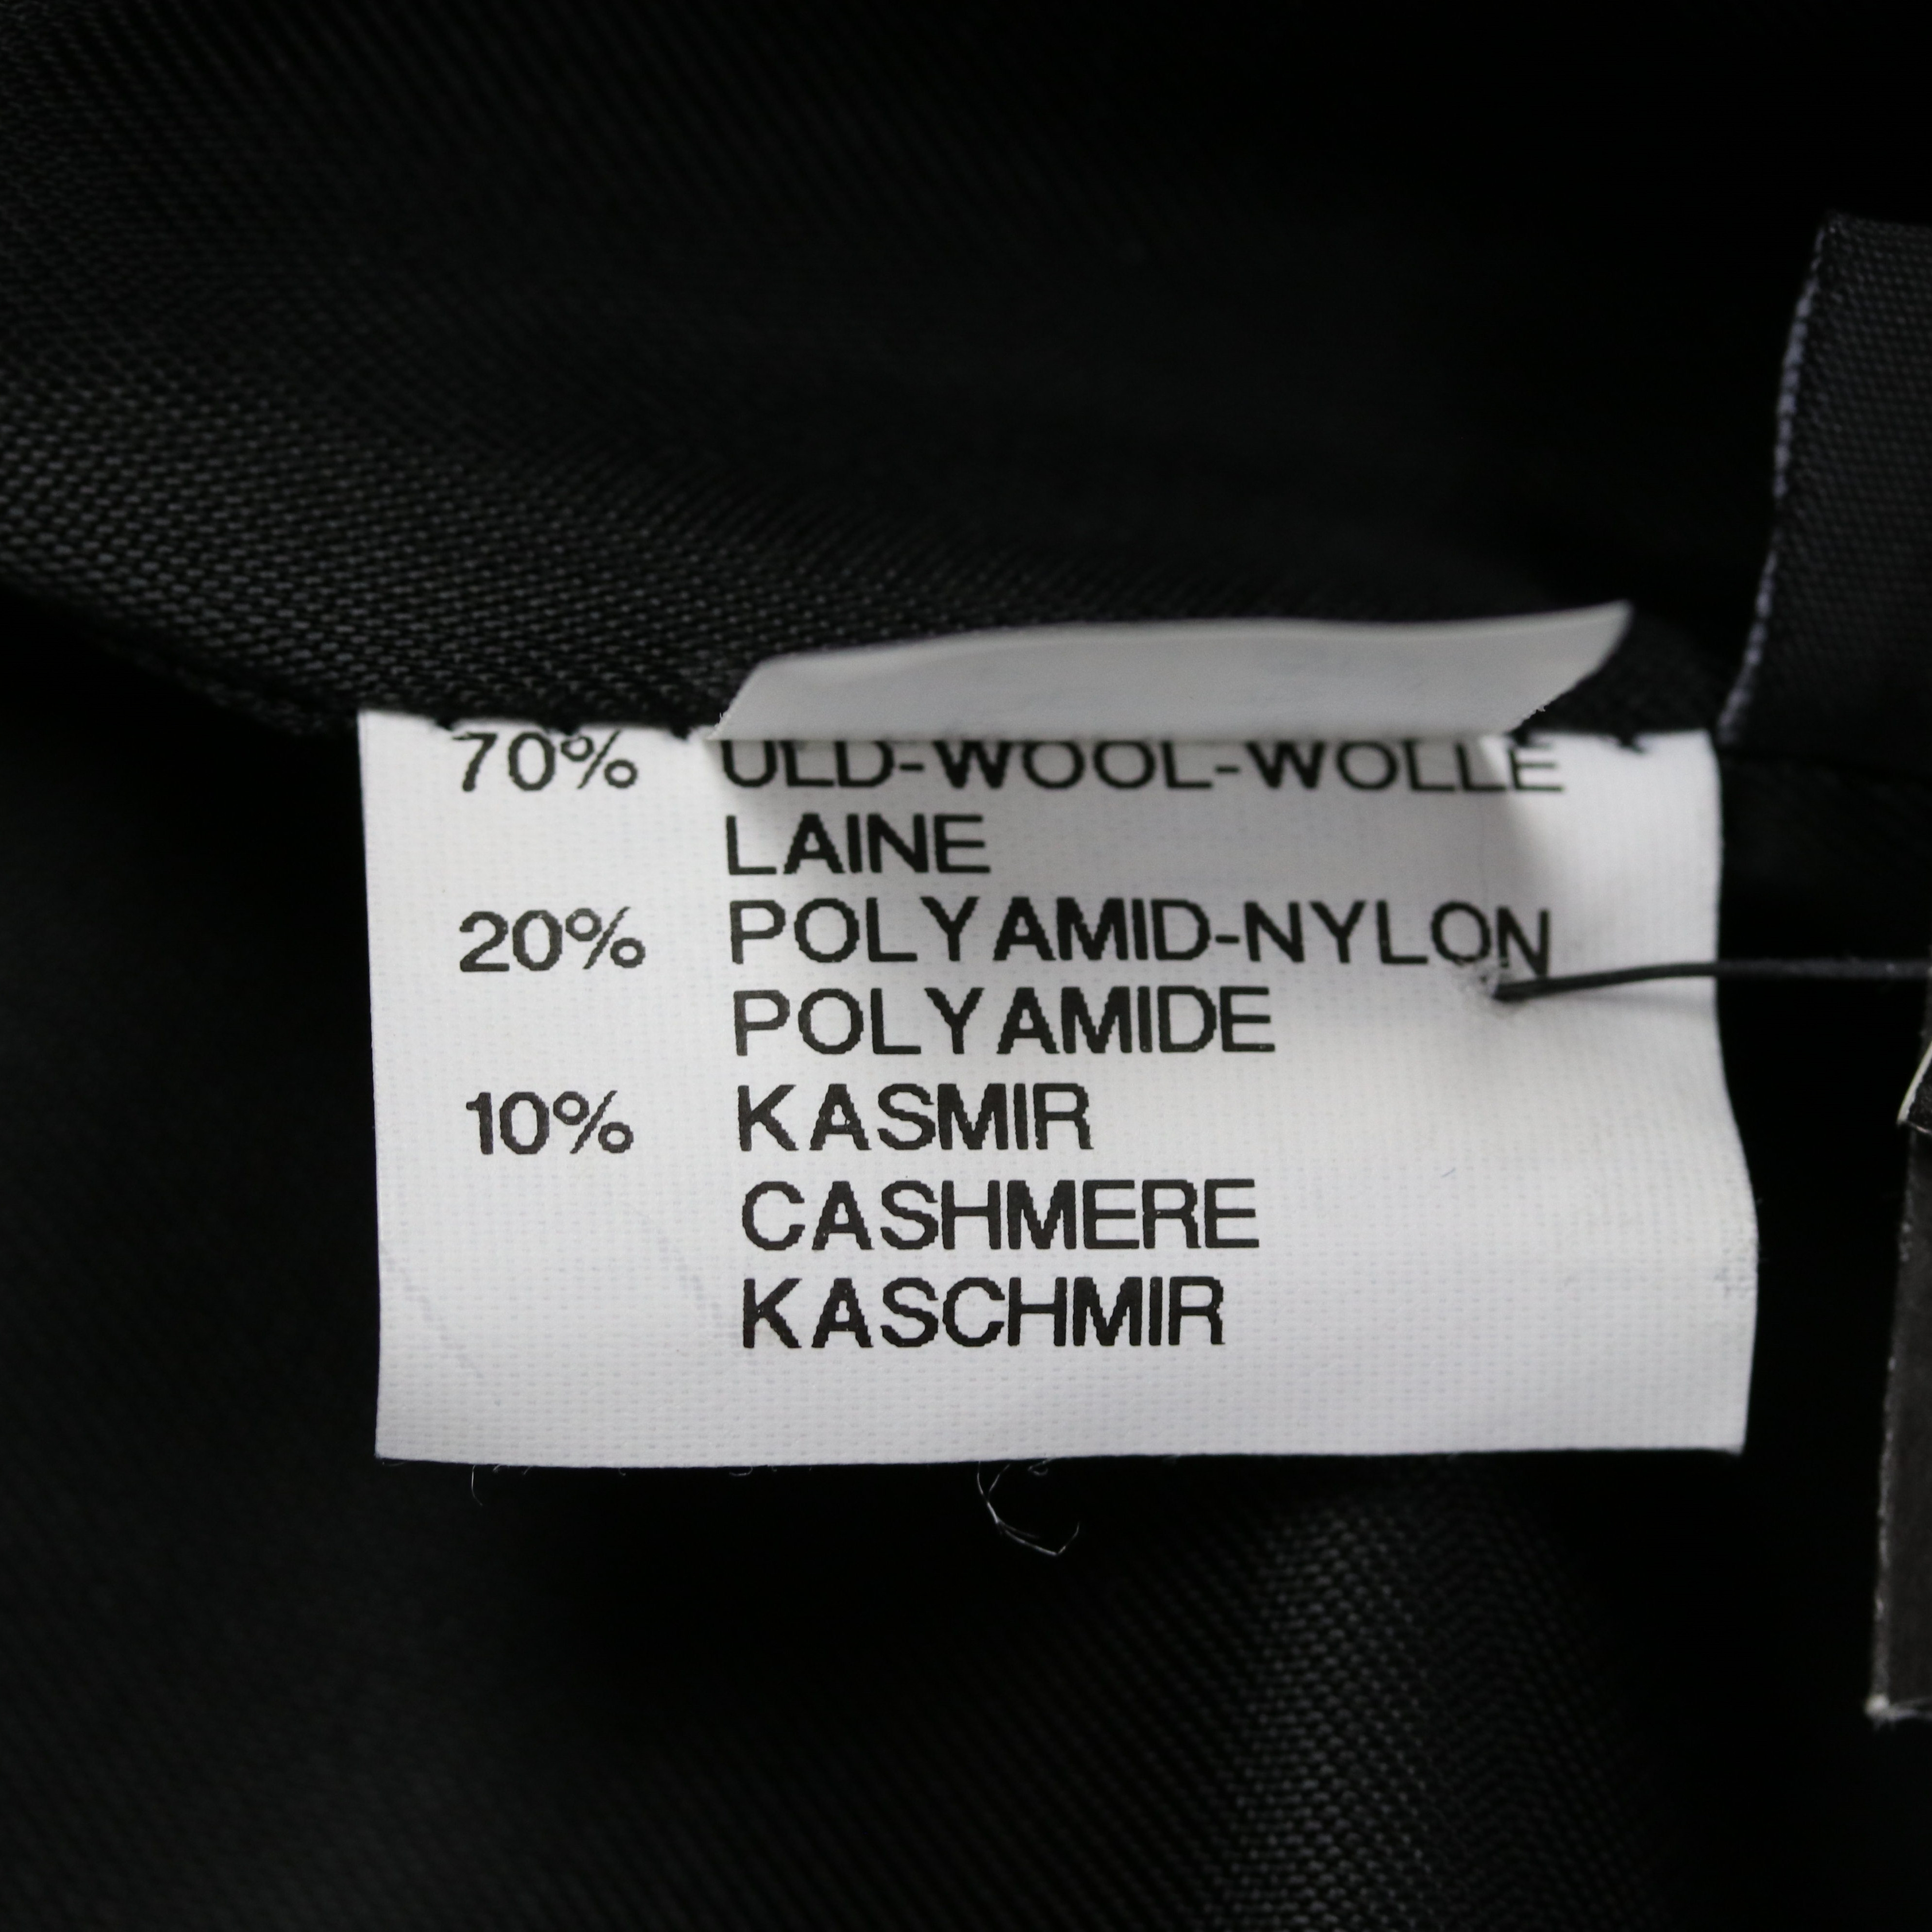 70% ULD-WOOL-WOLLE
LAINE
20% POLYAMID-NYLON
POLYAMIDE
10% KASMIR
CASHMERE
KASCHMIR